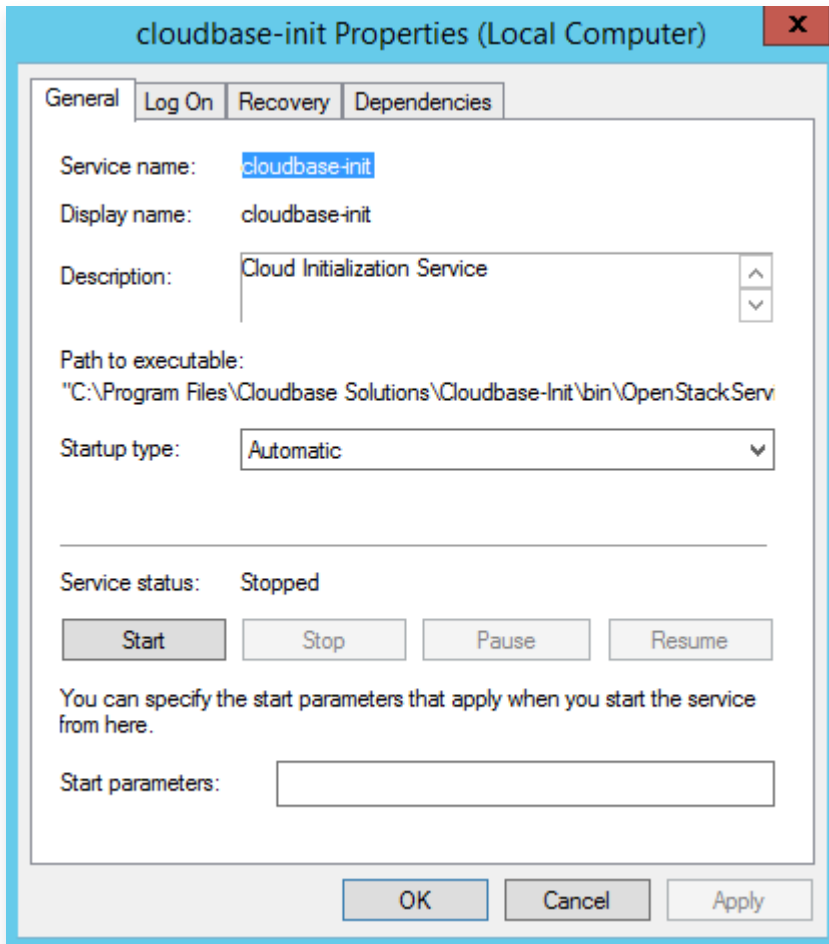 cloudbase-init Properties (Local Computer)
x
General Log On Recovery Dependencies
Service name: cloudbase-init
Display name: cloudbase-init
Description: Cloud Initialization Service
Path to executable:
"C:\Program Files\Cloudbase Solutions\Cloudbase-Init\bin\OpenStackServi
Startup type: Automatic
Service status: Stopped
Start Stop Pause Resume
You can specify the start parameters that apply when you start the service
from here.
Start parameters:
OK Cancel Apply